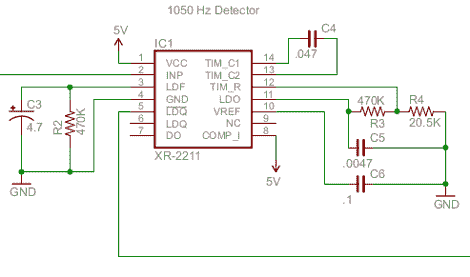 1050 Hz Detector
5V
IC1
1 VCC TIM_C1 14
2 INP TIM_C2 13
3 LDF TIM_R 12
4 GND LDO 11
5 LDQ VREF 10
6 LDQ NC 9
7 DO COMP_I 8
XR-2211
C4
.047
C3
4.7
R2
470K
GND
470K
R3
R4
20.5K
C5
.0047
C6
.1
GND
5V